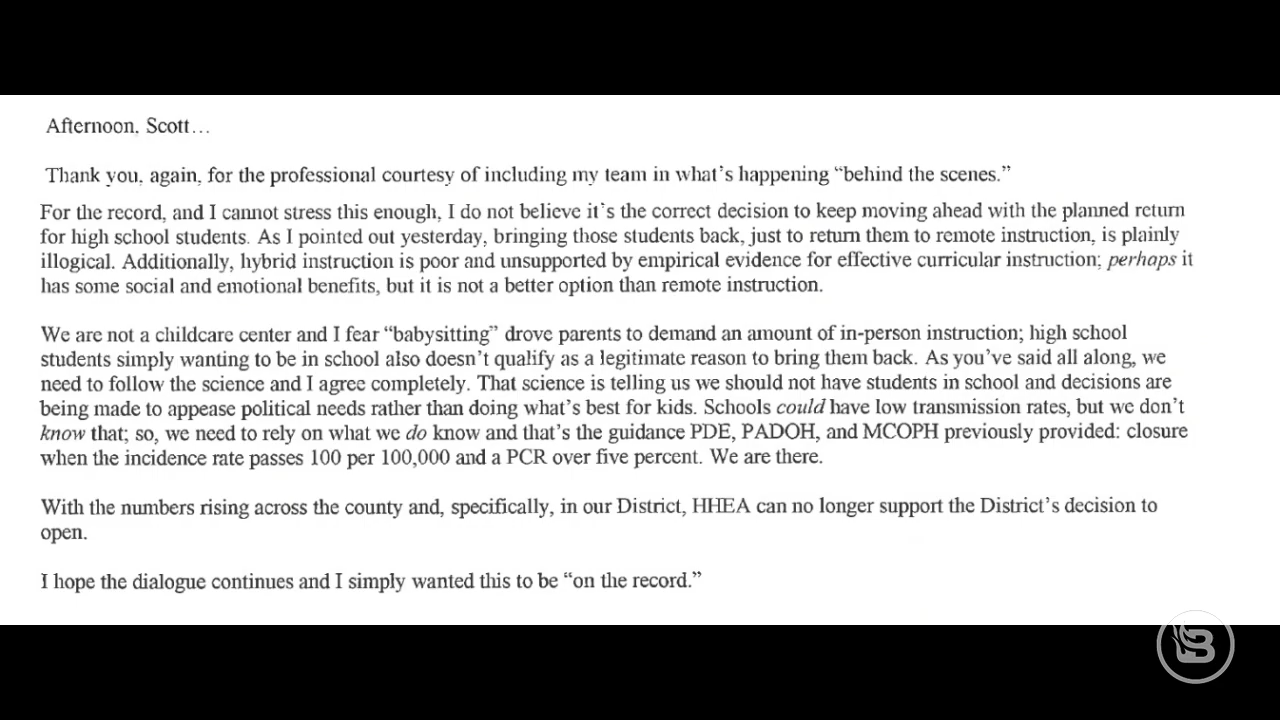 Afternoon, Scott…
Thank you, again, for the professional courtesy of including my team in what's happening "behind the scenes."
For the record, and I cannot stress this enough, I do not believe it's the correct decision to keep moving ahead with the planned return
for high school students. As I pointed out yesterday, bringing those students back, just to return them to remote instruction, is plainly
illogical. Additionally, hybrid instruction is poor and unsupported by empirical evidence for effective curricular instruction; perhaps it
has some social and emotional benefits, but it is not a better option than remote instruction.
We are not a childcare center and I fear "babysitting" drove parents to demand an amount of in-person instruction; high school
students simply wanting to be in school also doesn't qualify as a legitimate reason to bring them back. As you've said all along, we
need to follow the science and I agree completely. That science is telling us we should not have students in school and decisions are
being made to appease political needs rather than doing what's best for kids. Schools could have low transmission rates, but we don't
know that; so, we need to rely on what we do know and that's the guidance PDE, PADOH, and MCOPH previously provided: closure
when the incidence rate passes 100 per 100,000 and a PCR over five percent. We are there.
With the numbers rising across the county and, specifically, in our District, HHEA can no longer support the District's decision to
open.
I hope the dialogue continues and I simply wanted this to be "on the record."
B